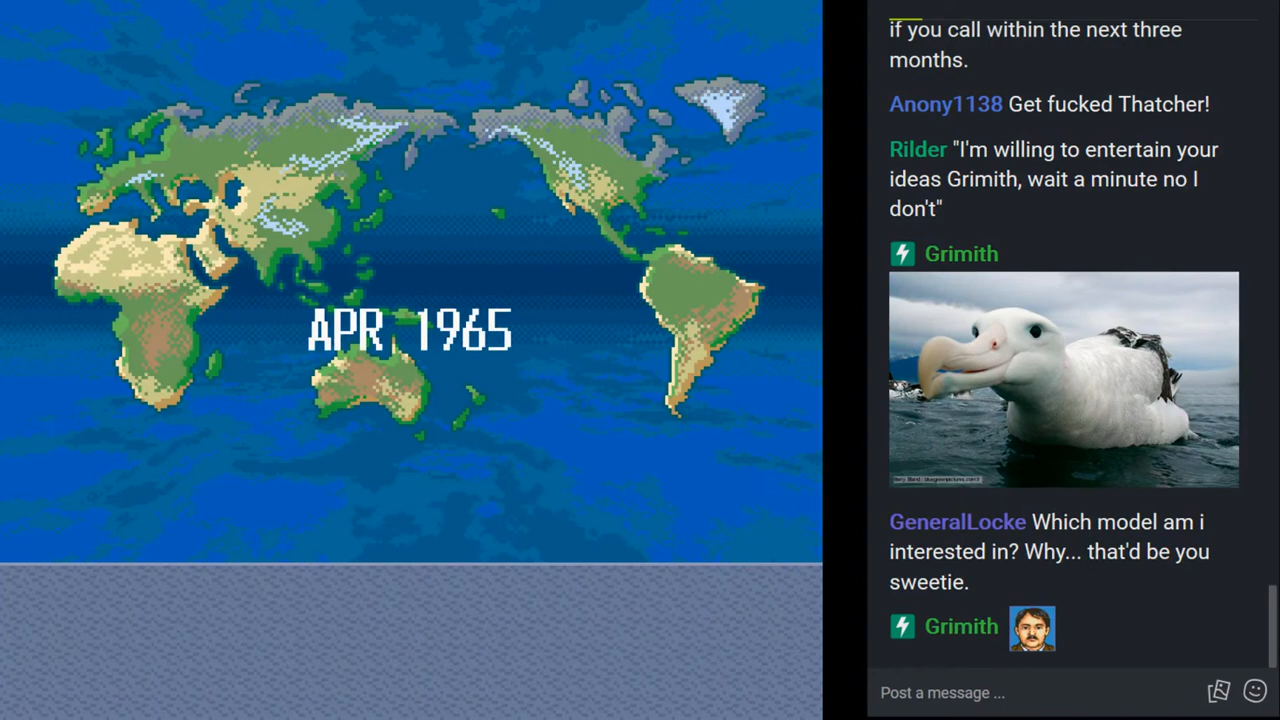 APR 1965
if you call within the next three
months.
Anony1138 Get fucked Thatcher!
Rilder "I'm willing to entertain your
ideas Grimith, wait a minute no I
don't"
Grimith
GeneralLocke Which model am i
interested in? Why... that'd be you
sweetie.
Grimith
Post a message ...